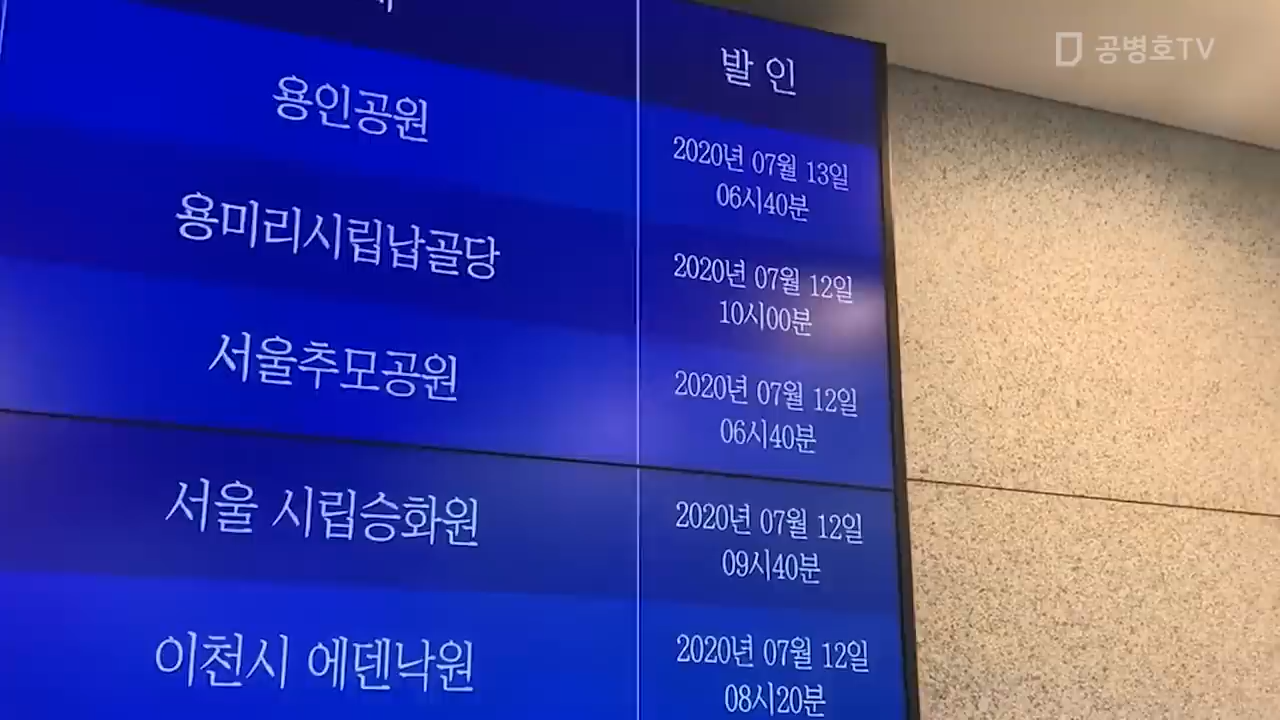 공병호TV
발 인
용인공원
2020년 07월 13일
06시40분
용미리시립납골당
2020년 07월 12일
10시00분
서울추모공원
2020년 07월 12일
06시40분
서울 시립승화원
2020년 07월 12일
09시40분
이천시 에덴낙원
2020년 07월 12일
08시20분